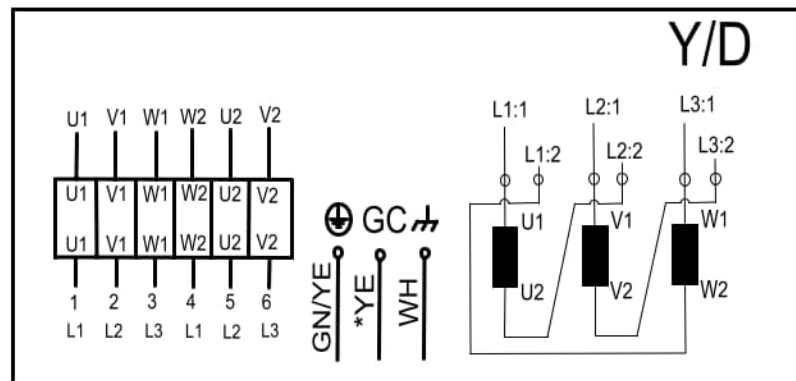 Y/D
U1 V1 W1 W2 U2 V2
U1 V1 W1 W2 U2 V2
U1 V1 W1 W2 U2 V2
1 2 3 4 5 6
L1 L2 L3 L1 L2 L3
GC
GN/YE
*YE
WH
L1:1 L2:1 L3:1
L1:2 L2:2 L3:2
U1 V1 W1
U2 V2 W2